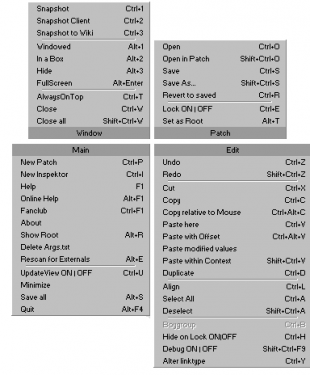 Snapshot Ctrl+1
Snapshot Client Ctrl+2
Snapshot to Wiki Ctrl+3
Windowed Alt+1
In a Box Alt+2
Hide Alt+3
FullScreen Alt+Enter
AlwaysOnTop Ctrl+T
Close Ctrl+W
Close all Shift+Ctrl+W
Window
Open Ctrl+O
Open in Patch Shift+Ctrl+O
Save Ctrl+S
Save As... Shift+Ctrl+S
Revert to saved Ctrl+R
Lock ON | OFF Ctrl+E
Set as Root Alt+T
Patch
Main
New Patch Ctrl+P
New Inspektor Ctrl+I
Help F1
Online Help Alt+F1
Fanclub Ctrl+F1
About
Show Root Alt+R
Delete Args.txt
Rescan for Externals Alt+E
UpdateView ON | OFF Ctrl+U
Minimize
Save all Alt+S
Quit Alt+F4
Edit
Undo Ctrl+Z
Redo Shift+Ctrl+Z
Cut Ctrl+X
Copy Ctrl+C
Copy relative to Mouse Ctrl+Alt+C
Paste here Ctrl+V
Paste with Offset Ctrl+Alt+V
Paste modified values
Paste within Context Shift+Ctrl+V
Duplicate Ctrl+D
Align Ctrl+L
Select All Ctrl+A
Deselect Shift+Ctrl+A
Boggroup Ctrl+B
Hide on Lock ON|OFF Ctrl+H
Debug ON | OFF Shift+Ctrl+F9
Alter linktype Ctrl+Y